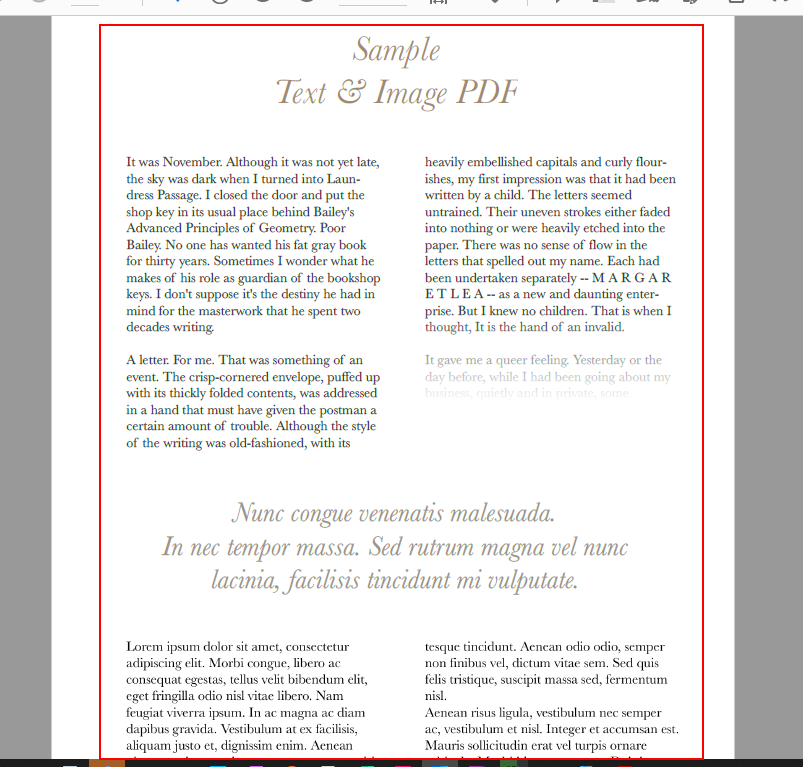 Sample
Text & Image PDF
It was November. Although it was not yet late,
the sky was dark when I turned into Laun-
dress Passage. I closed the door and put the
shop key in its usual place behind Bailey's
Advanced Principles of Geometry. Poor
Bailey. No one has wanted his fat gray book
for thirty years. Sometimes I wonder what he
makes of his role as guardian of the bookshop
keys. I don't suppose it's the destiny he had in
mind for the masterwork that he spent two
decades writing.
A letter. For me. That was something of an
event. The crisp-cornered envelope, puffed up
with its thickly folded contents, was addressed
in a hand that must have given the postman a
certain amount of trouble. Although the style
of the writing was old-fashioned, with its
heavily embellished capitals and curly flour-
ishes, my first impression was that it had been
written by a child. The letters seemed
untrained. Their uneven strokes either faded
into nothing or were heavily etched into the
paper. There was no sense of flow in the
letters that spelled out my name. Each had
been undertaken separately -- M A R G A R
E T L E A -- as a new and daunting enter-
prise. But I knew no children. That is when I
thought, It is the hand of an invalid.
It gave me a queer feeling. Yesterday or the
day before, while I had been going about my
business, quietly and in private, some
Nunc congue venenatis malesuada.
In nec tempor massa. Sed rutrum magna vel nunc
lacinia, facilisis tincidunt mi vulputate.
Lorem ipsum dolor sit amet, consectetur
adipiscing elit. Morbi congue, libero ac
consequat egestas, tellus velit bibendum elit,
eget fringilla odio nisl vitae libero. Nam
feugiat viverra ipsum. In ac magna ac diam
dapibus gravida. Vestibulum at ex facilisis,
aliquam justo et, dignissim enim. Aenean
tesque tincidunt. Aenean odio odio, semper
non finibus vel, dictum vitae sem. Sed quis
felis tristique, suscipit massa sed, fermentum
nisl.
Aenean risus ligula, vestibulum nec semper
ac, vestibulum et nisl. Integer et accumsan est.
Mauris sollicitudin erat vel turpis ornare